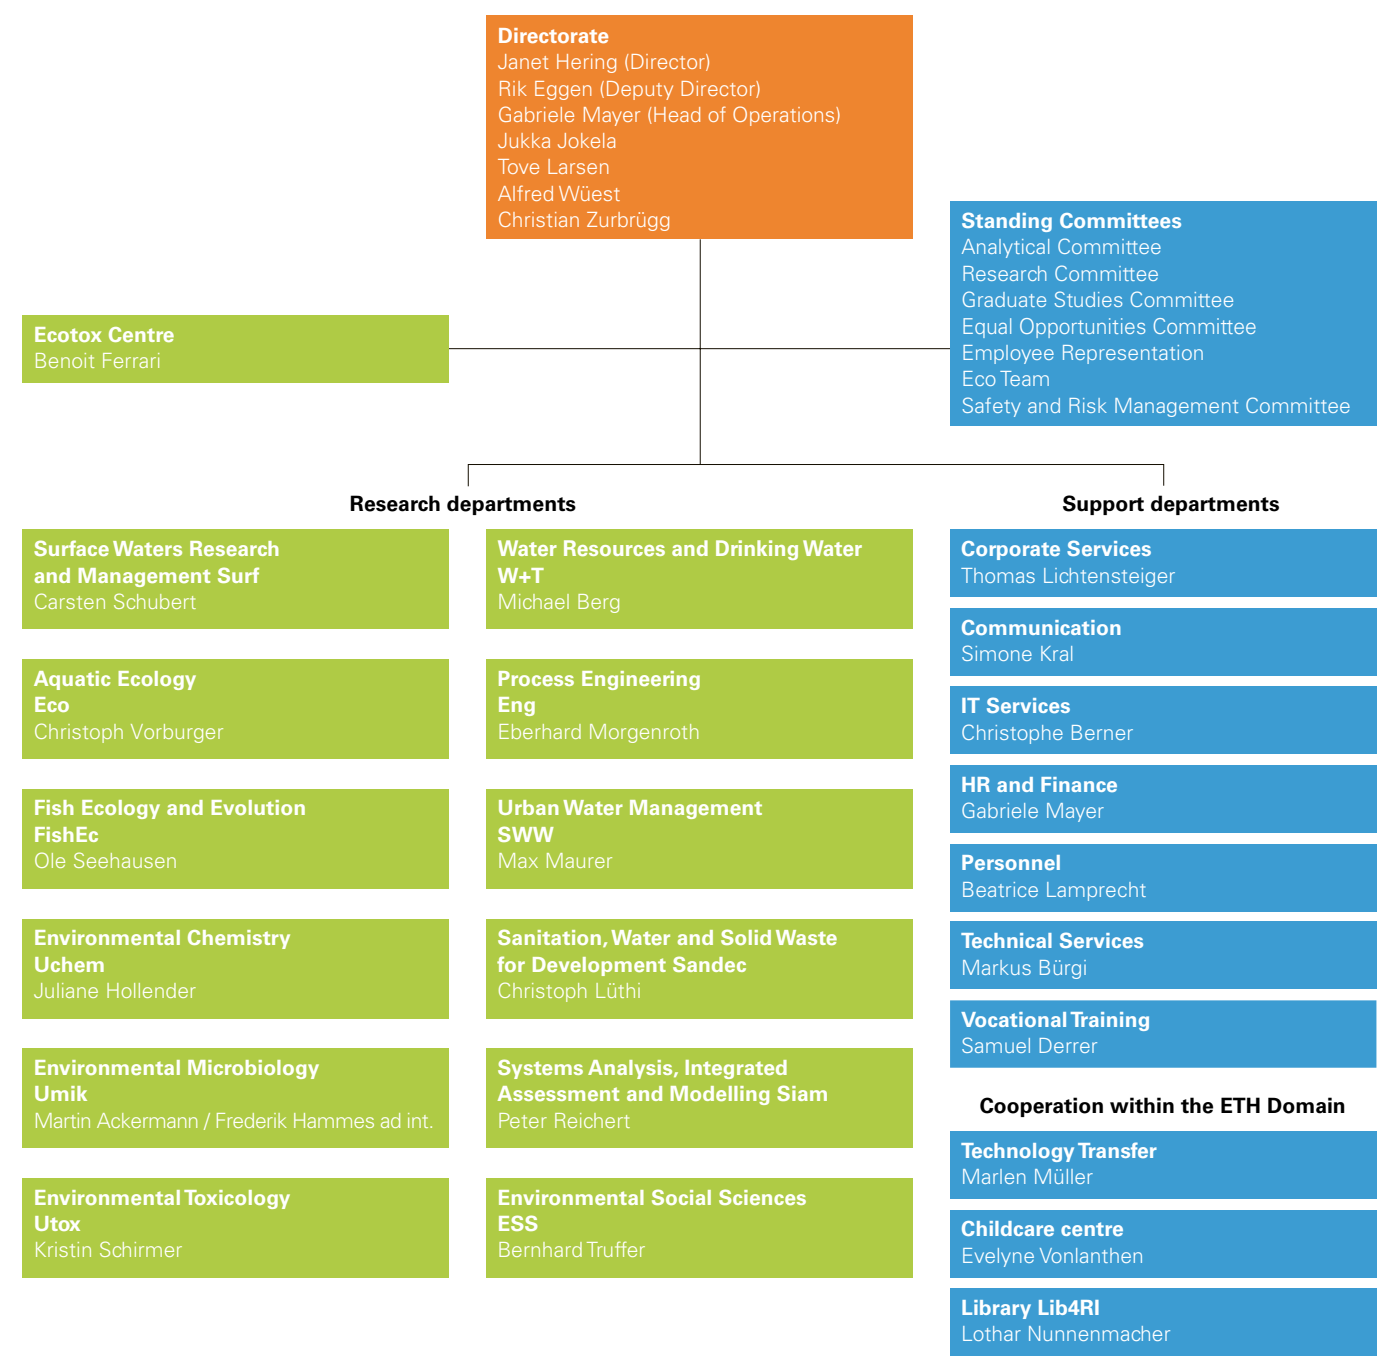 Directorate
Janet Hering (Director)
Rik Eggen (Deputy Director)
Gabriele Mayer (Head of Operations)
Jukka Jokela
Tove Larsen
Alfred Wüest
Christian Zurbrügg
Standing Committees
Analytical Committee
Research Committee
Graduate Studies Committee
Equal Opportunities Committee
Employee Representation
Eco Team
Safety and Risk Management Committee
Ecotox Centre
Benoit Ferrari
Research departments
Surface Waters Research
and Management Surf
Carsten Schubert
Aquatic Ecology
Eco
Christoph Vorburger
Fish Ecology and Evolution
FishEc
Ole Seehausen
Environmental Chemistry
Uchem
Juliane Hollender
Environmental Microbiology
Umik
Martin Ackermann / Frederik Hammes ad int.
Environmental Toxicology
Utox
Kristin Schirmer
Water Resources and Drinking Water
W+T
Michael Berg
Process Engineering
Eng
Eberhard Morgenroth
Urban Water Management
SWW
Max Maurer
Sanitation, Water and Solid Waste
for Development Sandec
Christoph Lüthi
Systems Analysis, Integrated
Assessment and Modelling Siam
Peter Reichert
Environmental Social Sciences
ESS
Bernhard Truffer
Support departments
Corporate Services
Thomas Lichtensteiger
Communication
Simone Kral
IT Services
Christophe Berner
HR and Finance
Gabriele Mayer
Personnel
Beatrice Lamprecht
Technical Services
Markus Bürgi
Vocational Training
Samuel Derrer
Cooperation within the ETH Domain
Technology Transfer
Marlen Müller
Childcare centre
Evelyne Vonlanthen
Library Lib4RI
Lothar Nunnenmacher